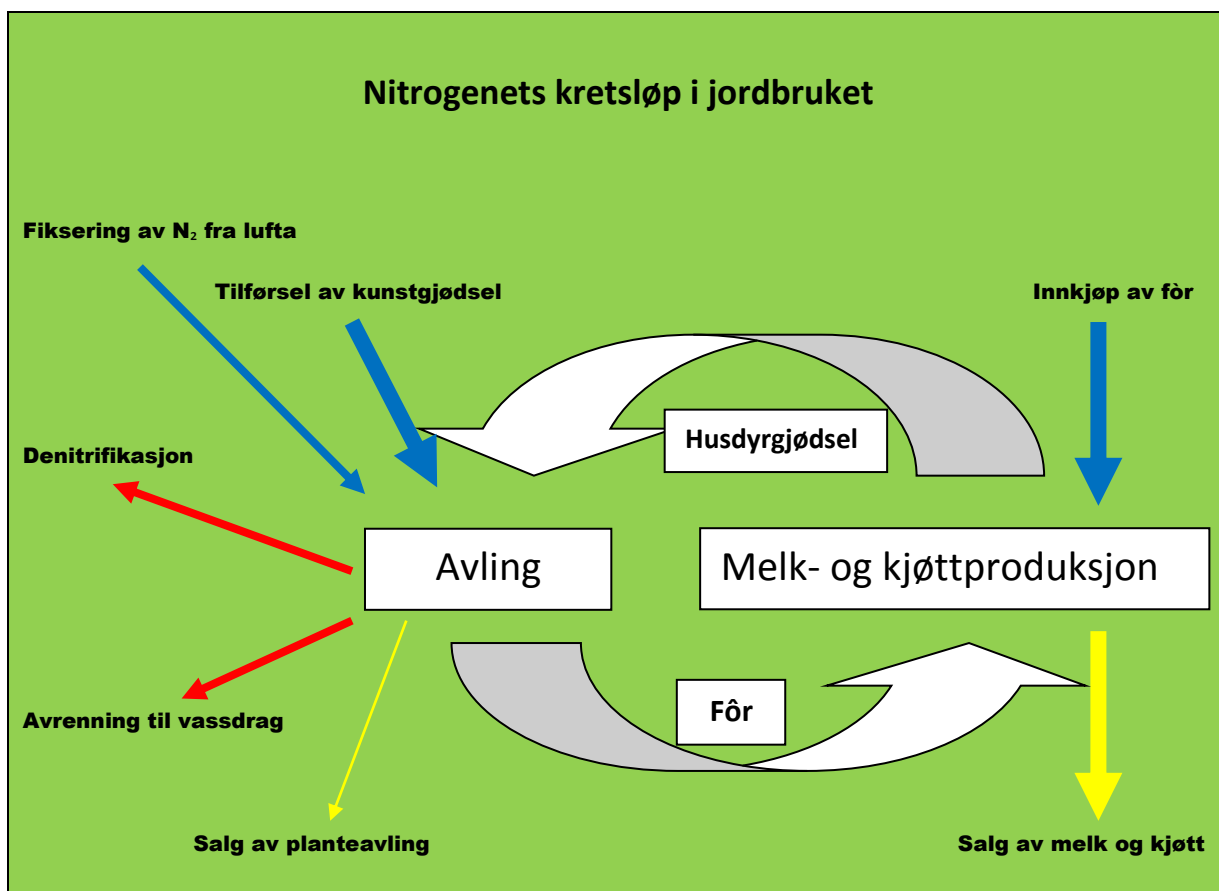 Nitrogenets kretsløp i jordbruket
Fiksering av N₂ fra lufta
Tilførsel av kunstgjødsel
Innkjøp av fòr
Husdyrgjødsel
Denitrifikasjon
Avling
Melk- og kjøttproduksjon
Fôr
Avrenning til vassdrag
Salg av planteavling
Salg av melk og kjøtt